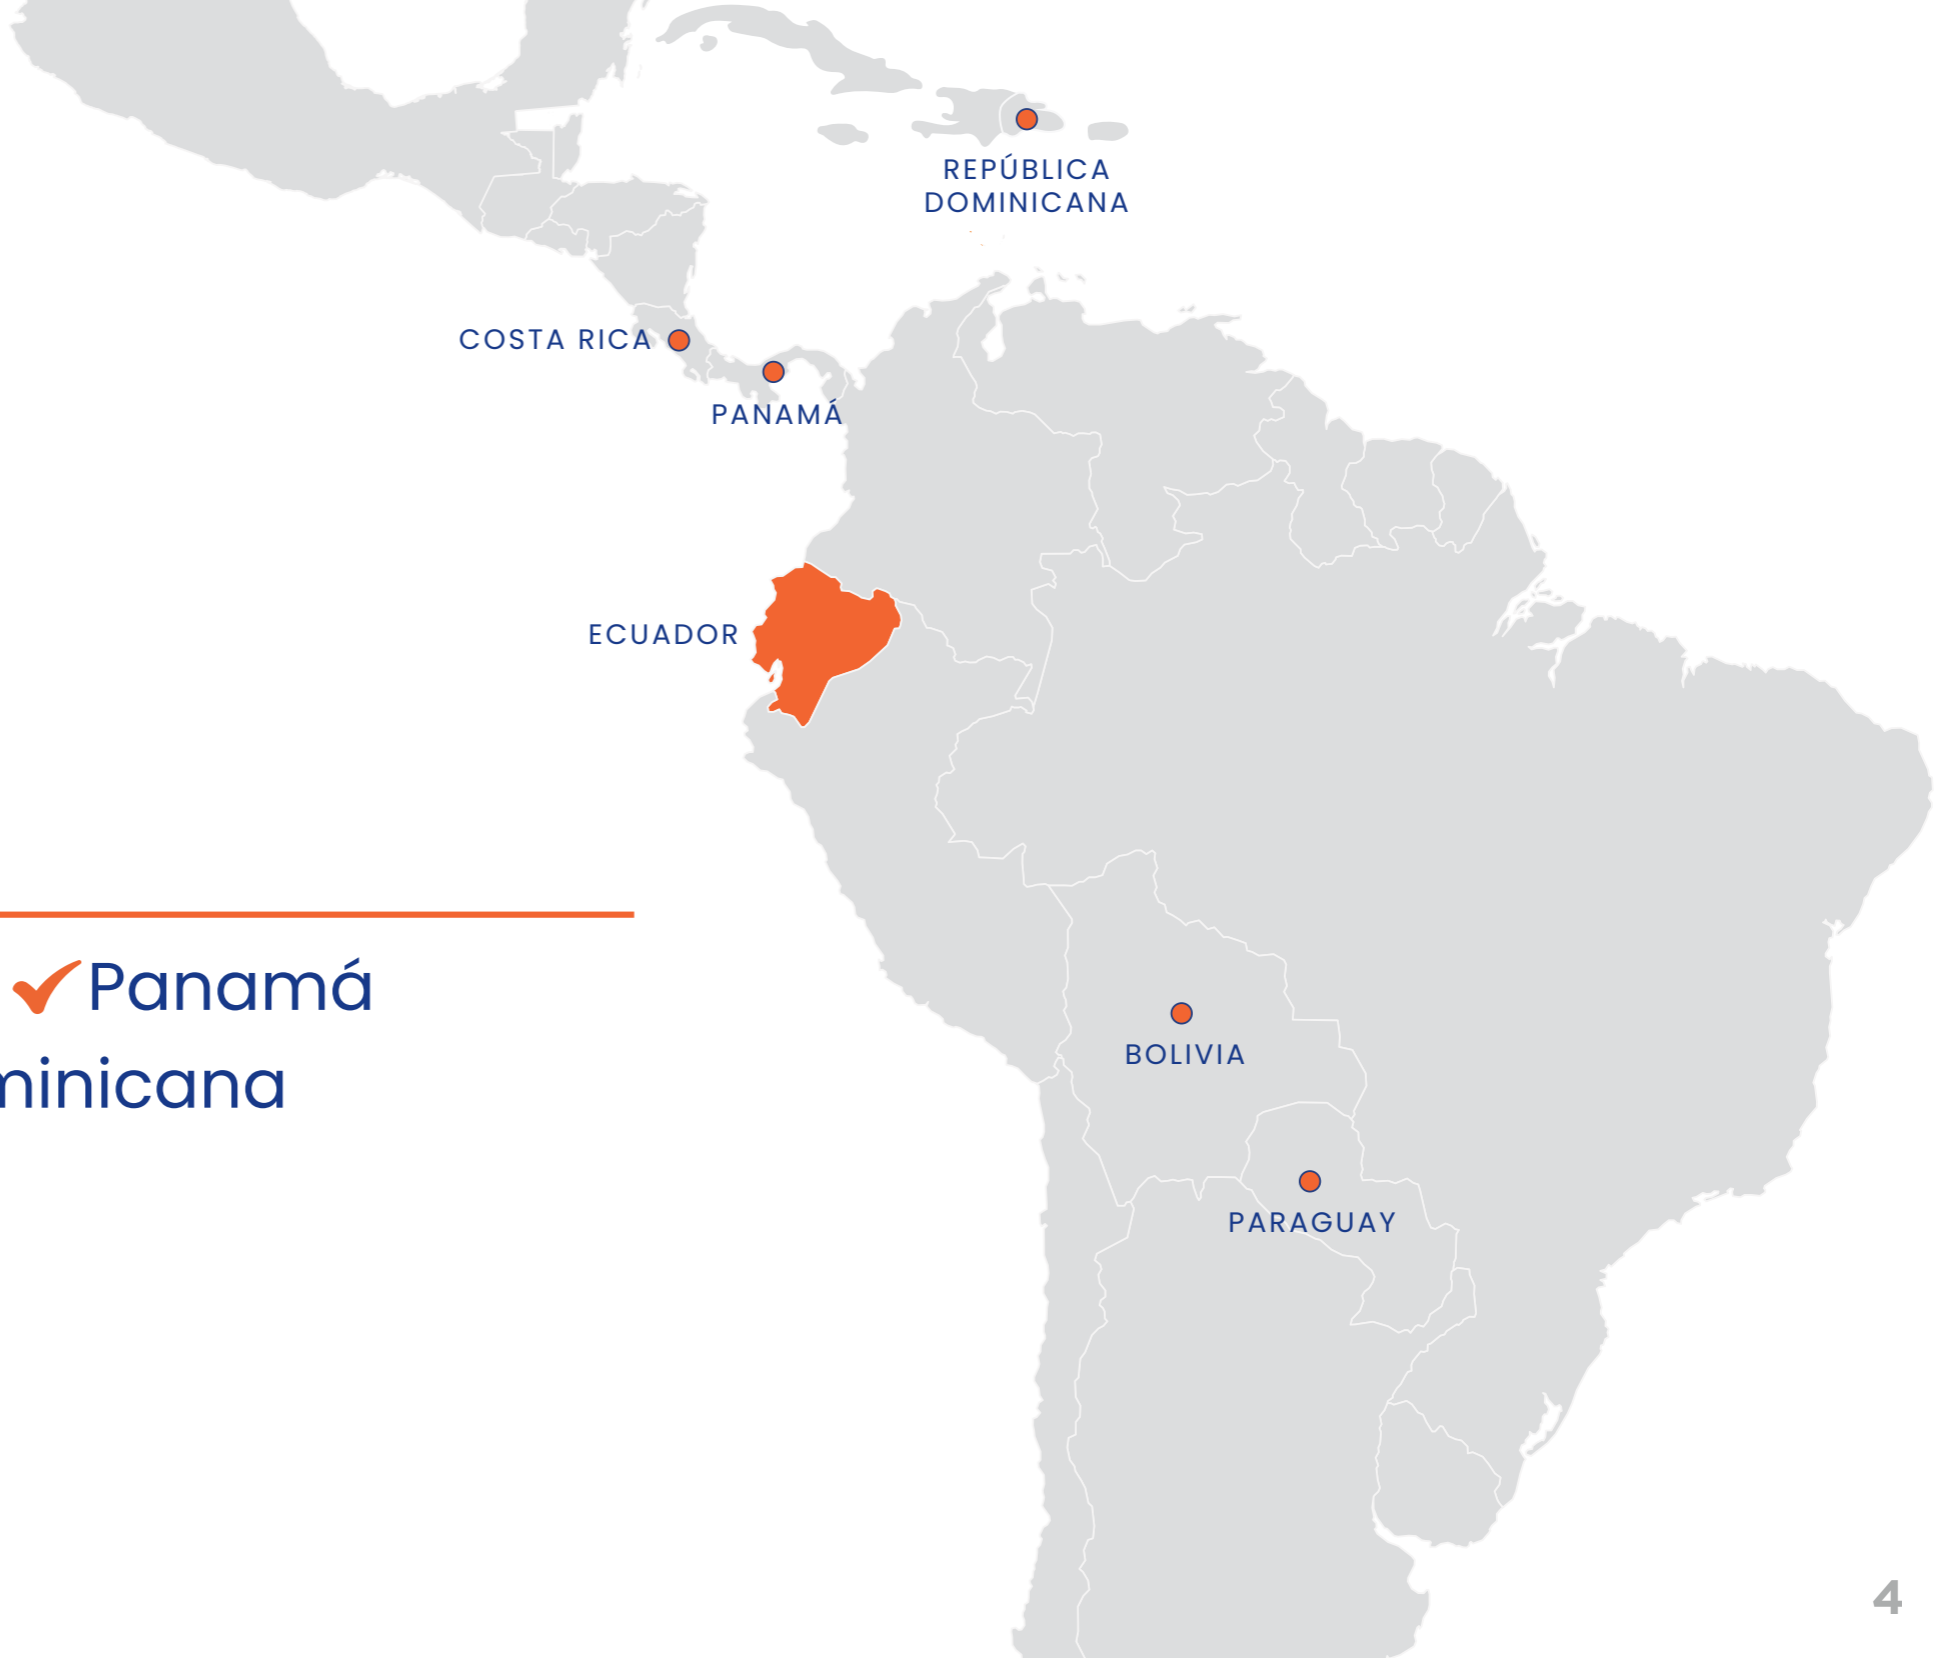 REPÚBLICA
DOMINICANA
COSTA RICA
PANAMÁ
ECUADOR
Panamá
minicana
BOLIVIA
PARAGUAY
4